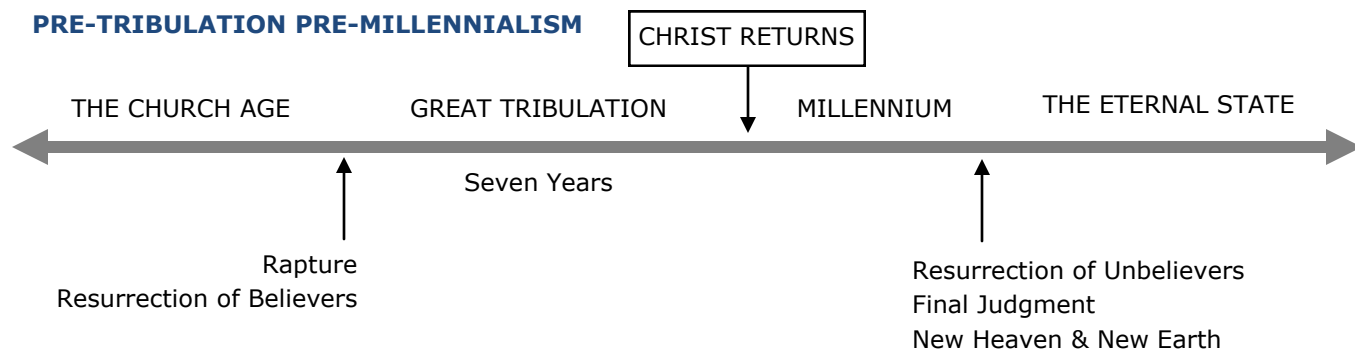 PRE-TRIBULATION PRE-MILLENNIALISM
CHRIST RETURNS
THE CHURCH AGE
GREAT TRIBULATION
MILLENNIUM
THE ETERNAL STATE
Seven Years
Rapture
Resurrection of Believers
Resurrection of Unbelievers
Final Judgment
New Heaven & New Earth